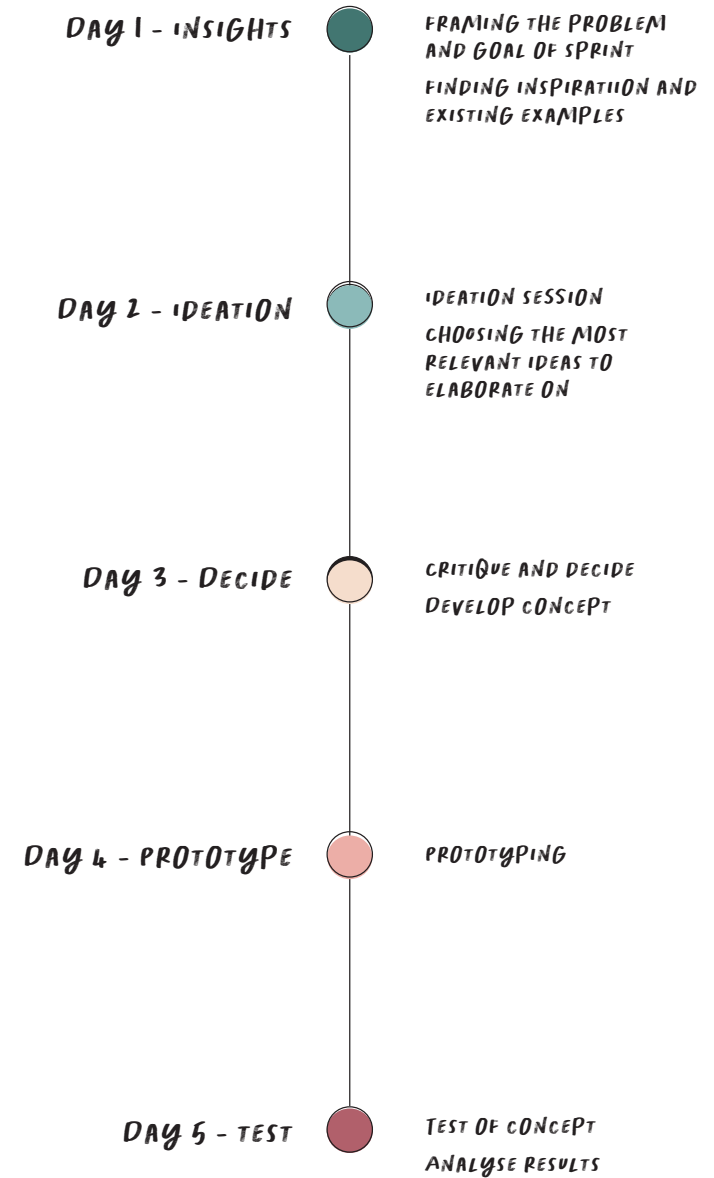 DAY 1 - INSIGHTS
FRAMING THE PROBLEM
AND GOAL OF SPRINT
FINDING INSPIRATIION AND
EXISTING EXAMPLES
DAY 2 - IDEATION
IDEATION SESSION
CHOOSING THE MOST
RELEVANT IDEAS TO
ELABORATE ON
DAY 3 - DECIDE
CRITIQUE AND DECIDE
DEVELOP CONCEPT
DAY 4 - PROTOTYPE
PROTOTYPING
DAY 5 - TEST
TEST OF CONCEPT
ANALYSE RESULTS